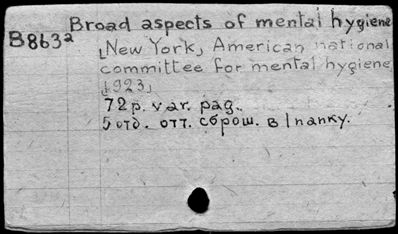 Broad aspects of mental hygiene
B863a
[New York, American national
committee for mental hygiene
1923]
72p. var. pag.
5 отд. отт. сброш. в 1 папку.